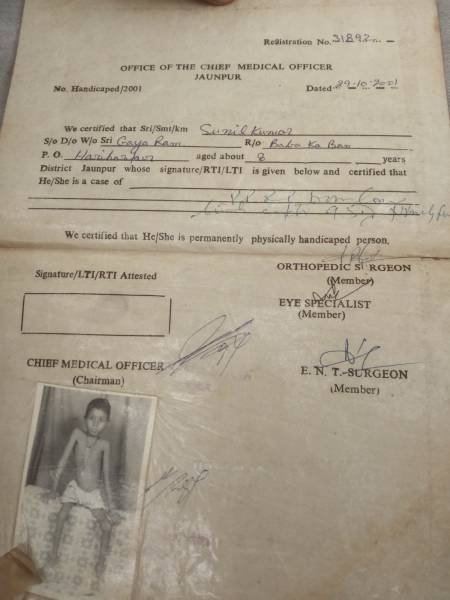 Registration No. 31892
OFFICE OF THE CHIEF MEDICAL OFFICER
JAUNPUR
No. Handicaped/2001 Dated 29-10-2001
We certified that Sri/Smt/km Sunil Kumar
S/o D/o W/o Sri Gaya Ram R/o Baba Ka Ban
P. O. Hariharpur aged about 8 years
District Jaunpur whose signature/RTI/LTI is given below and certified that
He/She is a case of
We certified that He/She is permanently physically handicaped person.
Signature/LTI/RTI Attested
ORTHOPEDIC SURGEON
(Member)
EYE SPECIALIST
(Member)
CHIEF MEDICAL OFFICER
(Chairman)
E. N. T.-SURGEON
(Member)